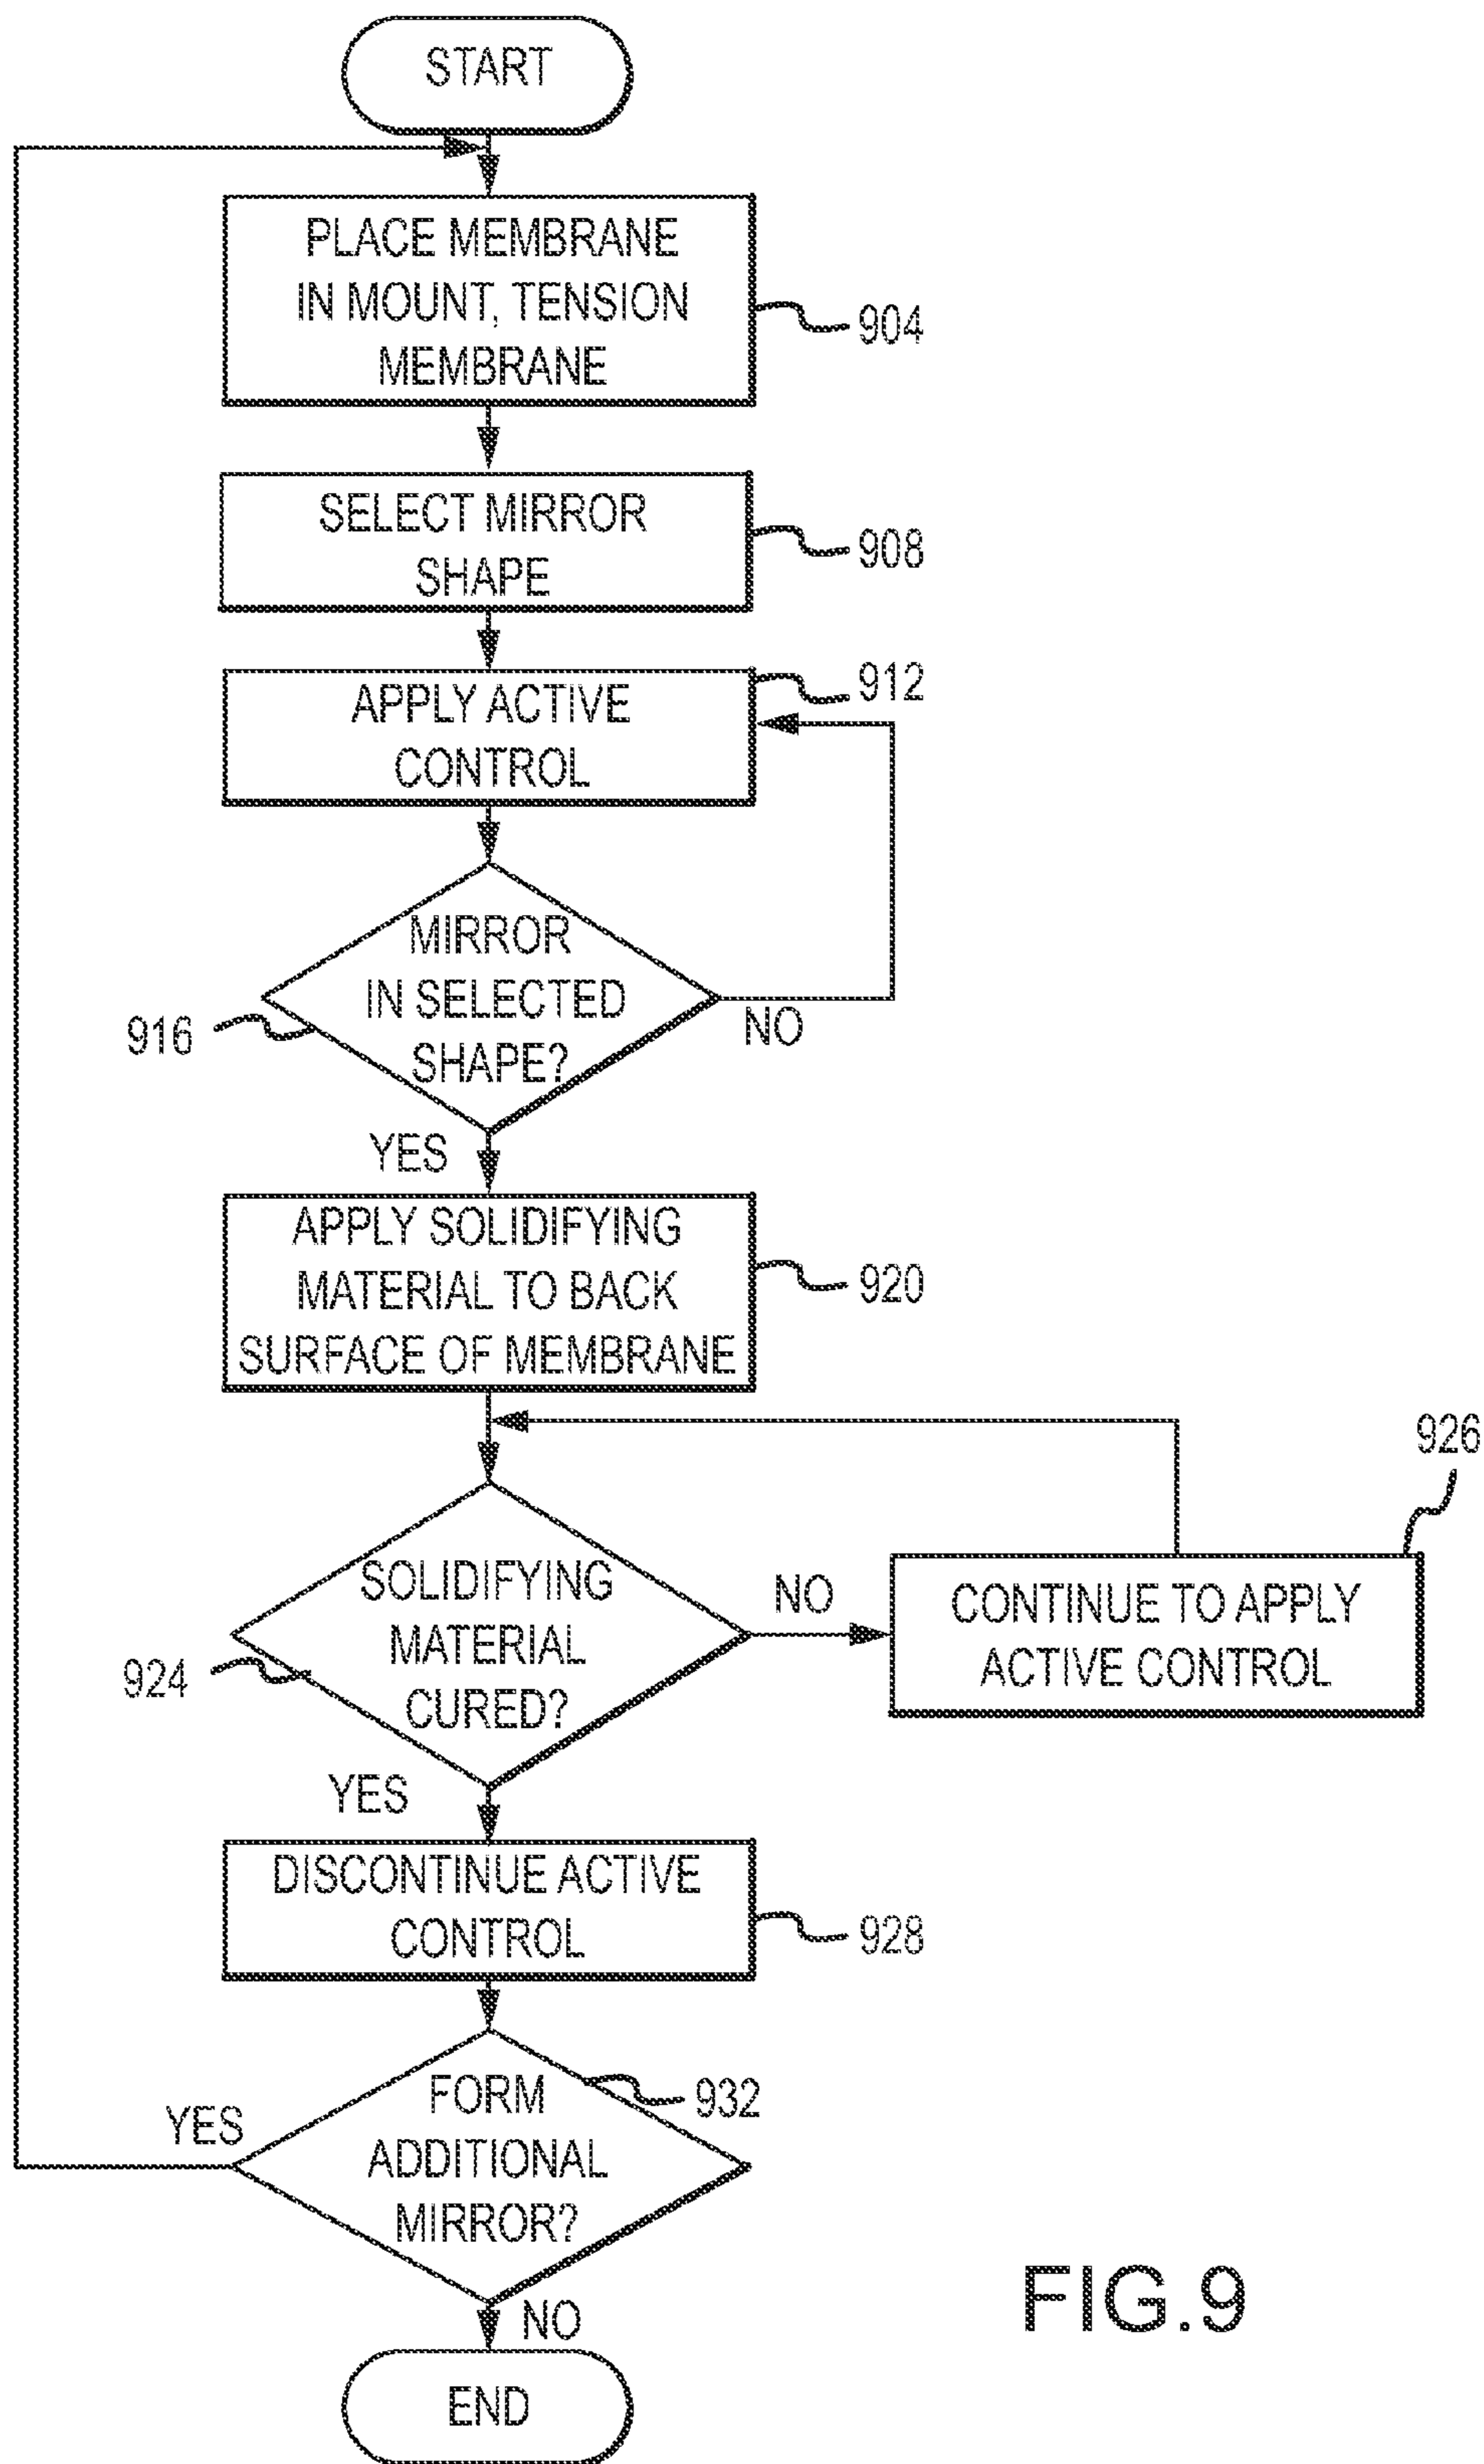 START
PLACE MEMBRANE
IN MOUNT, TENSION
MEMBRANE
904
SELECT MIRROR
SHAPE
908
APPLY ACTIVE
CONTROL
912
MIRROR
IN SELECTED
SHAPE?
916
NO
YES
APPLY SOLIDIFYING
MATERIAL TO BACK
SURFACE OF MEMBRANE
920
SOLIDIFYING
MATERIAL
CURED?
924
NO
CONTINUE TO APPLY
ACTIVE CONTROL
926
YES
DISCONTINUE ACTIVE
CONTROL
928
FORM
ADDITIONAL
MIRROR?
932
YES
NO
END
FIG.9